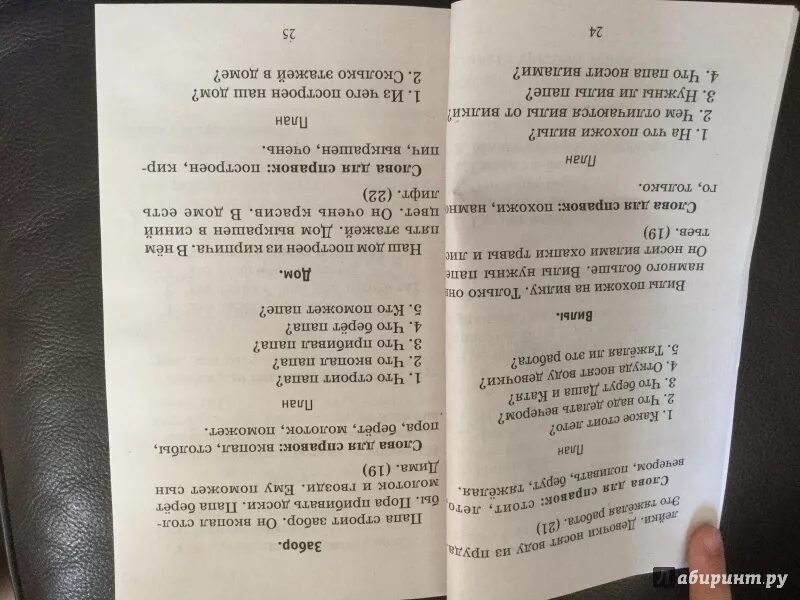 лейки. Девочки носят воду из пруда.
Это тяжёлая работа. (21)
Слова для справок: стоит, лето,
вечером, поливать, берут, тяжёлая.
План
1. Какое стоит лето?
2. Что надо делать вечером?
3. Что берут Даша и Катя?
4. Откуда носят воду девочки?
5. Тяжёлая ли это работа?
Вилы.
Вилы похожи на вилку. Только они
намного больше. Вилы нужны папе.
Он носит вилами охапки травы и лис-
тьев. (19)
Слова для справок: похожи, намно-
го, только.
План
1. На что похожи вилы?
2. Чем отличаются вилы от вилки?
3. Нужны ли вилы папе?
4. Что папа носит вилами?
24
Забор.
Папа строит забор. Он вкопал стол-
бы. Пора прибивать доски. Папа берёт
молоток и гвозди. Ему поможет сын
Дима. (19)
Слова для справок: вкопал, столбы,
пора, берёт, молоток, поможет.
План
1. Что строит папа?
2. Что вкопал папа?
3. Что прибивал папа?
4. Что берёт папа?
5. Кто поможет папе?
Дом.
Наш дом построен из кирпича. В нём
пять этажей. Дом выкрашен в синий
цвет. Он очень красив. В доме есть
лифт. (22)
Слова для справок: построен, кир-
пич, выкрашен, очень.
План
1. Из чего построен наш дом?
2. Сколько этажей в доме?
25
Лабиринт.ру